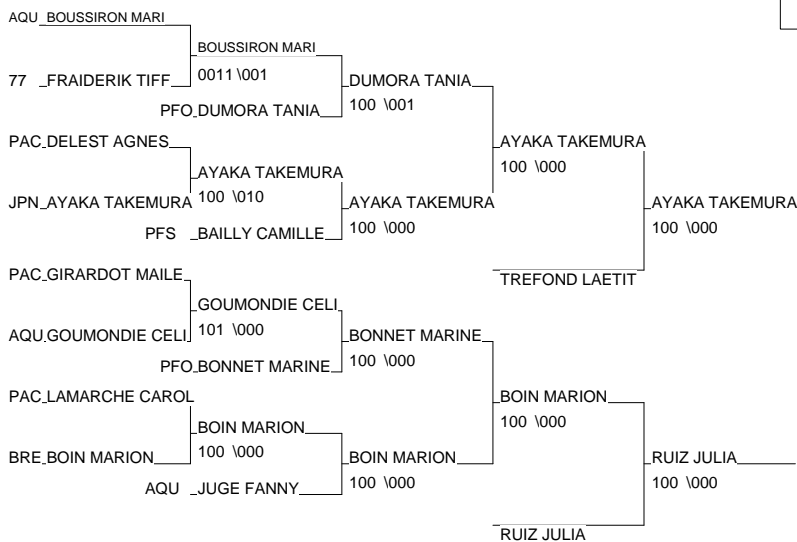 AQU BOUSSIRON MARI
BOUSSIRON MARI
77 FRAIDERIK TIFF 0011 \001 DUMORA TANIA
PFO DUMORA TANIA 100 \001
PAC DELEST AGNES AYAKA TAKEMURA
AYAKA TAKEMURA 100 \000
JPN AYAKA TAKEMURA 100 \010 AYAKA TAKEMURA AYAKA TAKEMURA
PFS BAILLY CAMILLE 100 \000 100 \000
PAC GIRARDOT MAILE TREFOND LAETIT
GOUMONDIE CELI
AQU GOUMONDIE CELI 101 \000 BONNET MARINE
PFO BONNET MARINE 100 \000
PAC LAMARCHE CAROL BOIN MARION
BOIN MARION 100 \000
BRE BOIN MARION 100 \000 BOIN MARION RUIZ JULIA
AQU JUGE FANNY 100 \000 100 \000
RUIZ JULIA